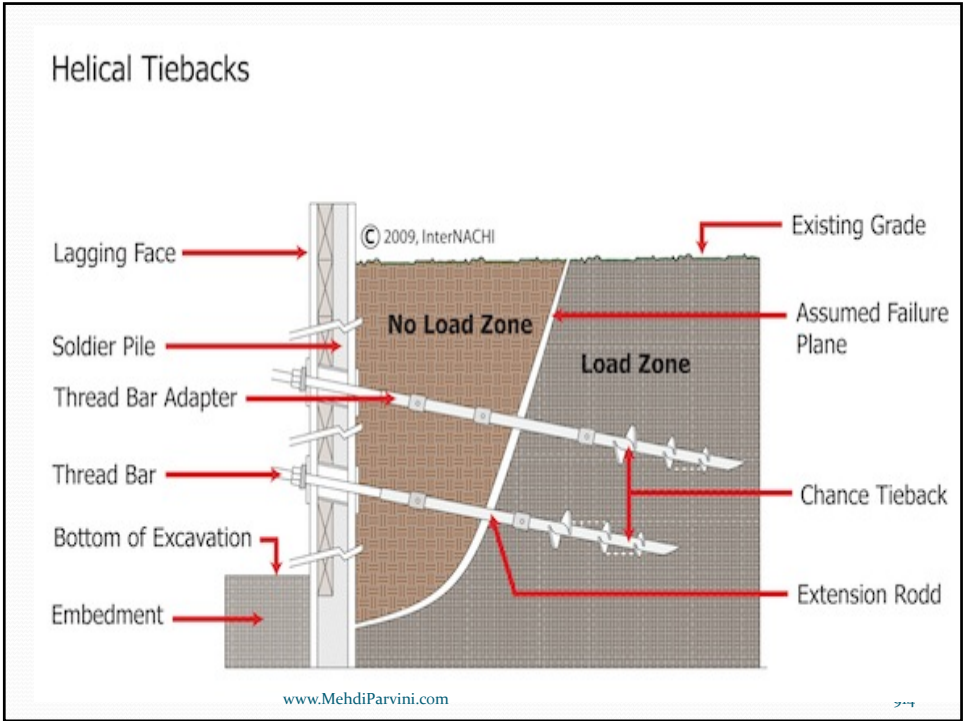 Helical Tiebacks
© 2009, InterNACHI
Existing Grade
Lagging Face
No Load Zone
Assumed Failure
Plane
Soldier Pile
Load Zone
Thread Bar Adapter
Thread Bar
Chance Tieback
Bottom of Excavation
Extension Rodd
Embedment
www.MehdiParvini.com